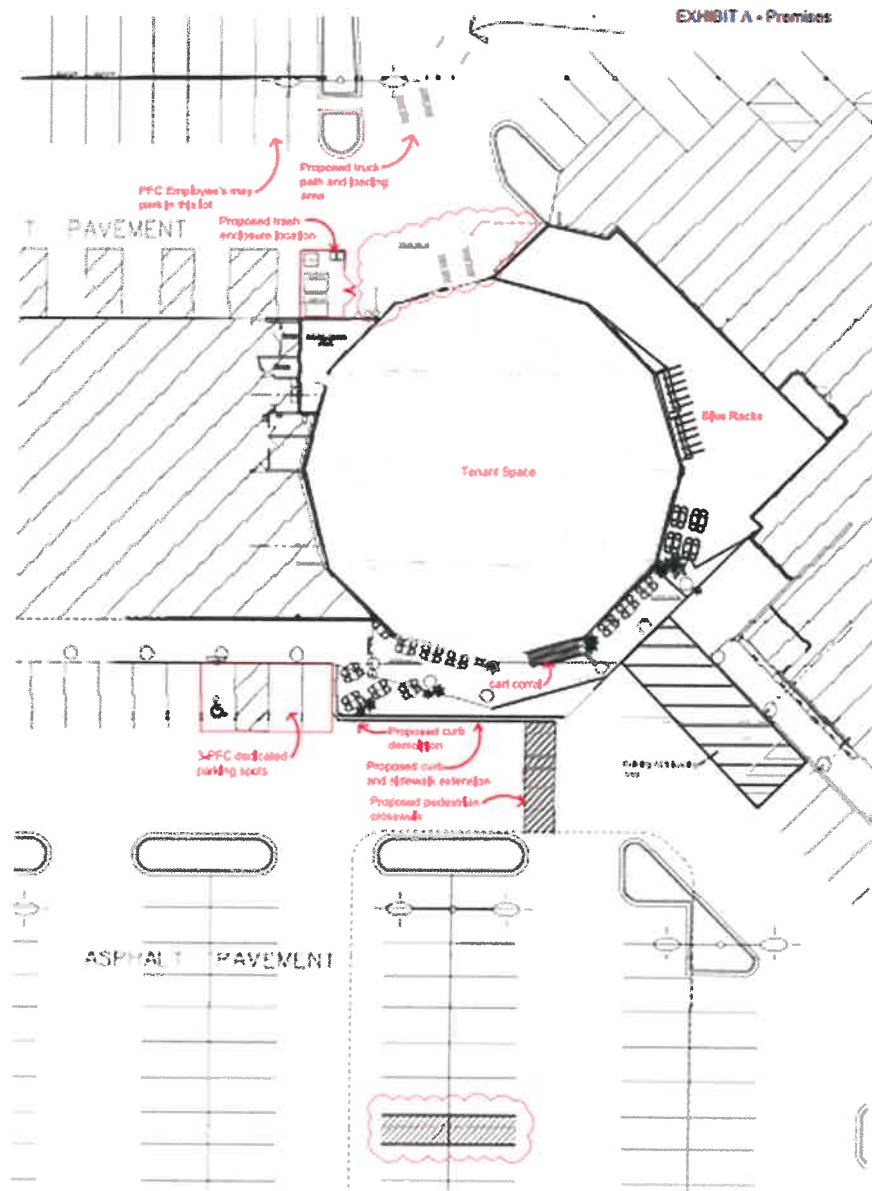 EXHIBIT A - Premises
Proposed truck
path and loading
area
PFC Employee's may
park in this lot
Proposed trash
enclosure location
T PAVEMENT
Bike Racks
Tenant Space
cart corral
Proposed curb
demolition
3-PFC dedicated
parking spots
Proposed curb
and sidewalk extension
Proposed pedestrian
crosswalk
ASPHALT PAVEMENT